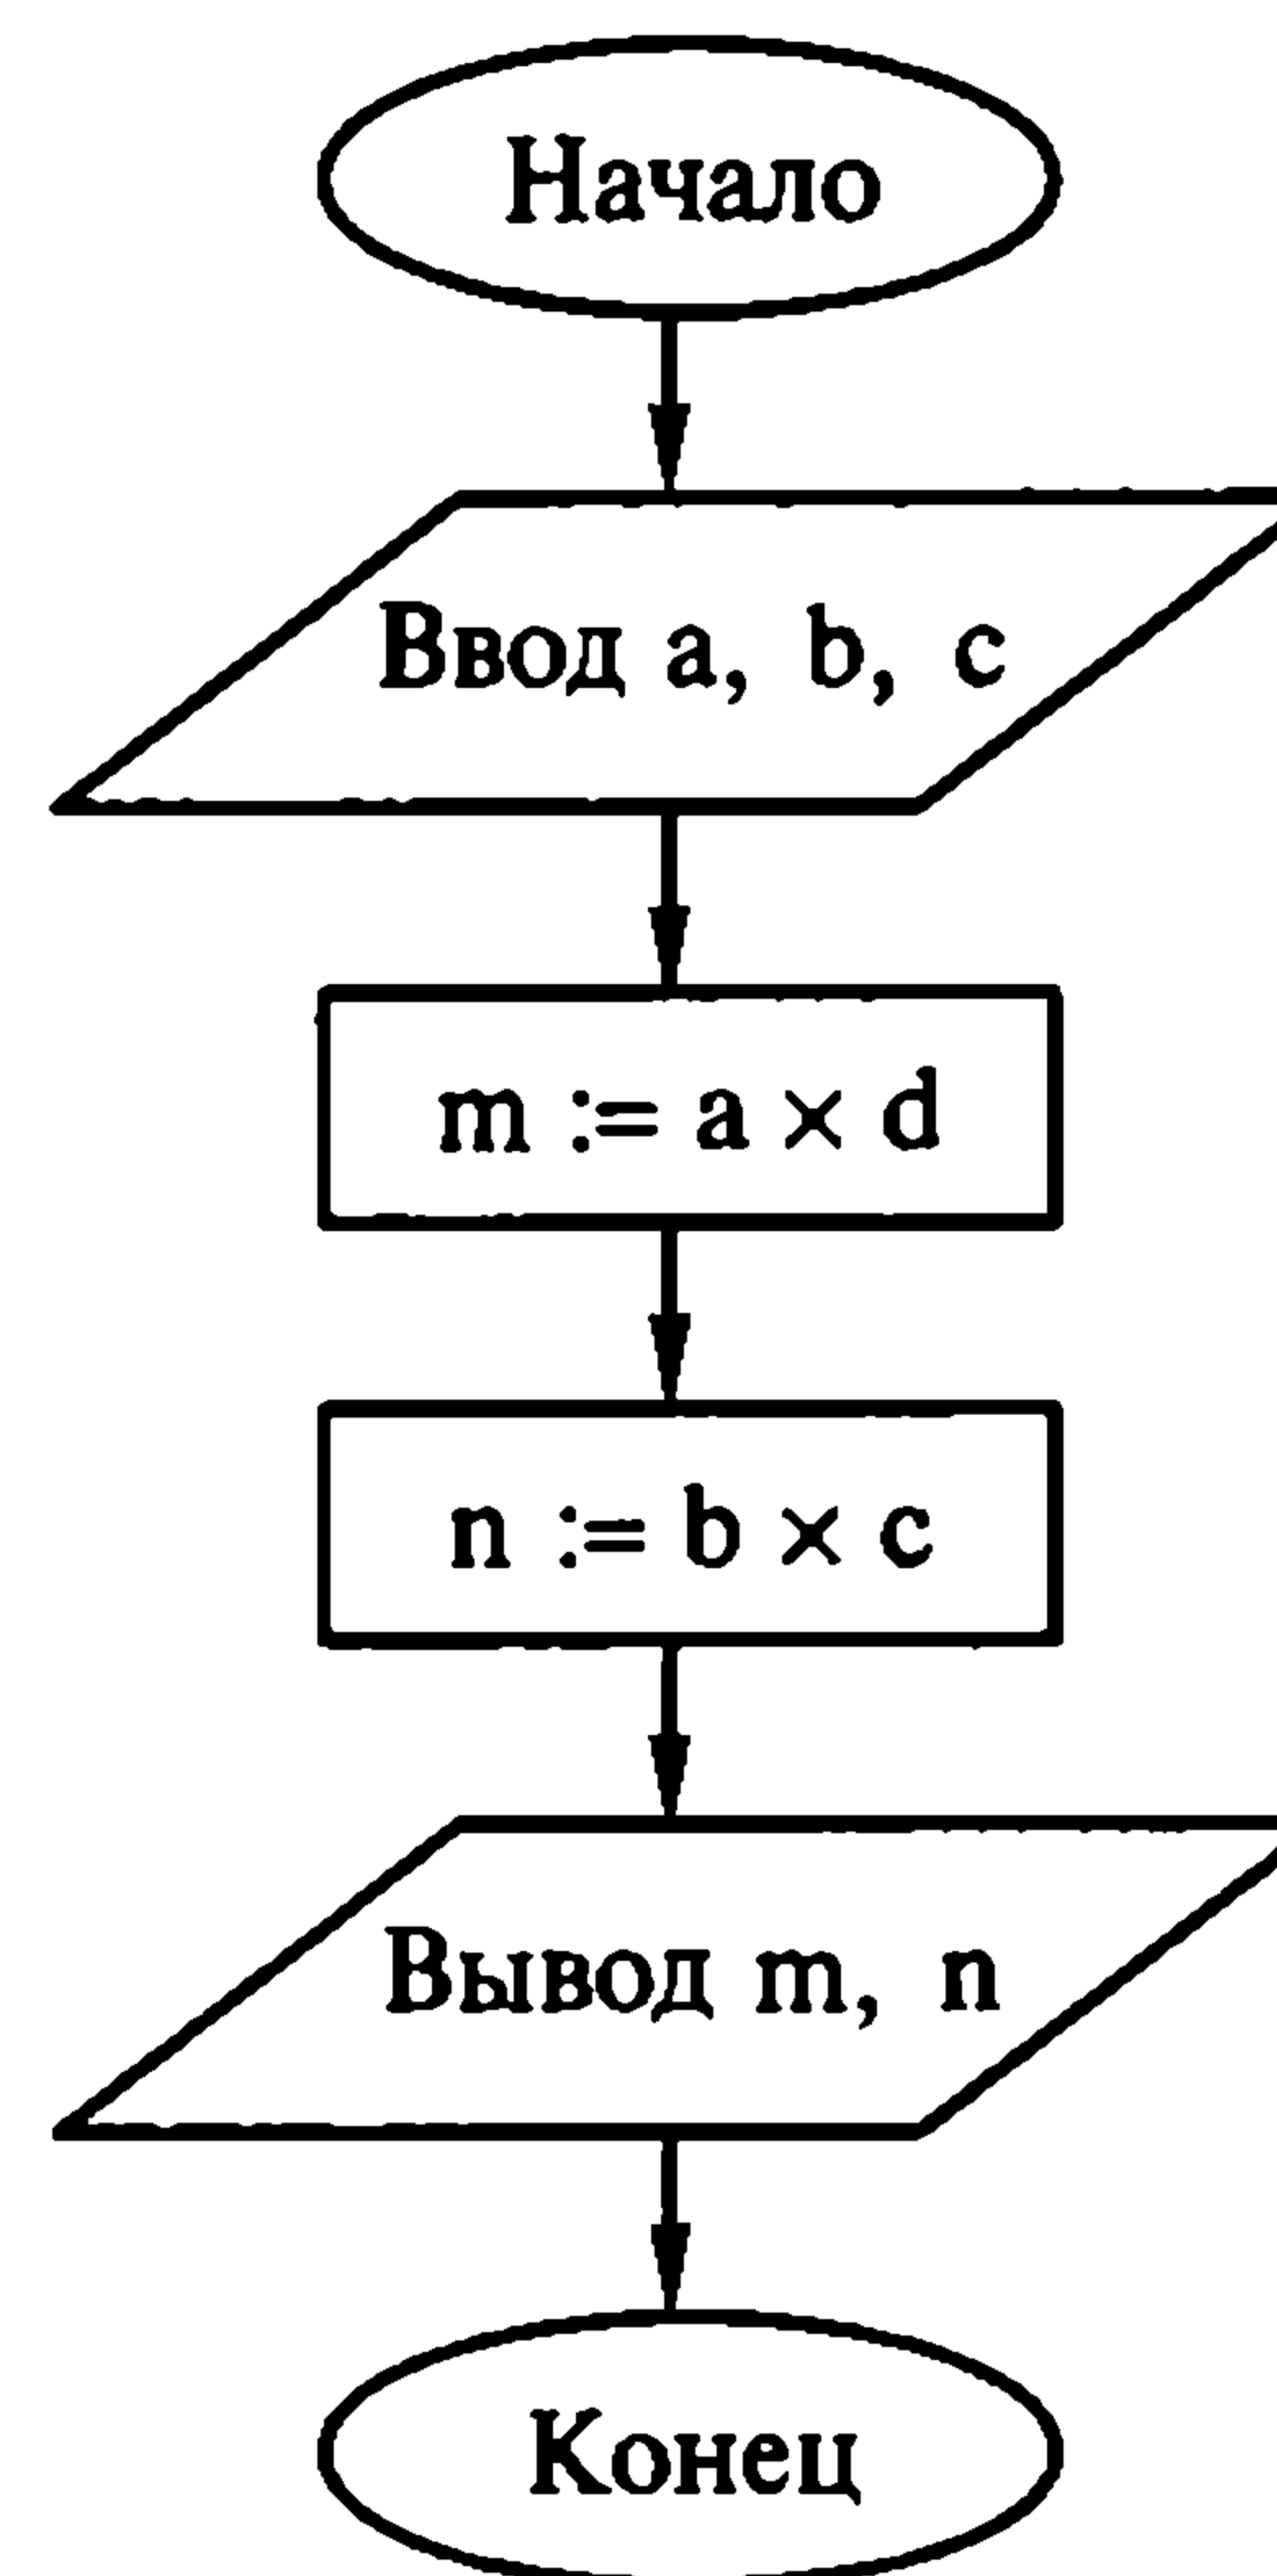 Начало
Ввод a, b, c
m := a × d
n := b × c
Вывод m, n
Конец